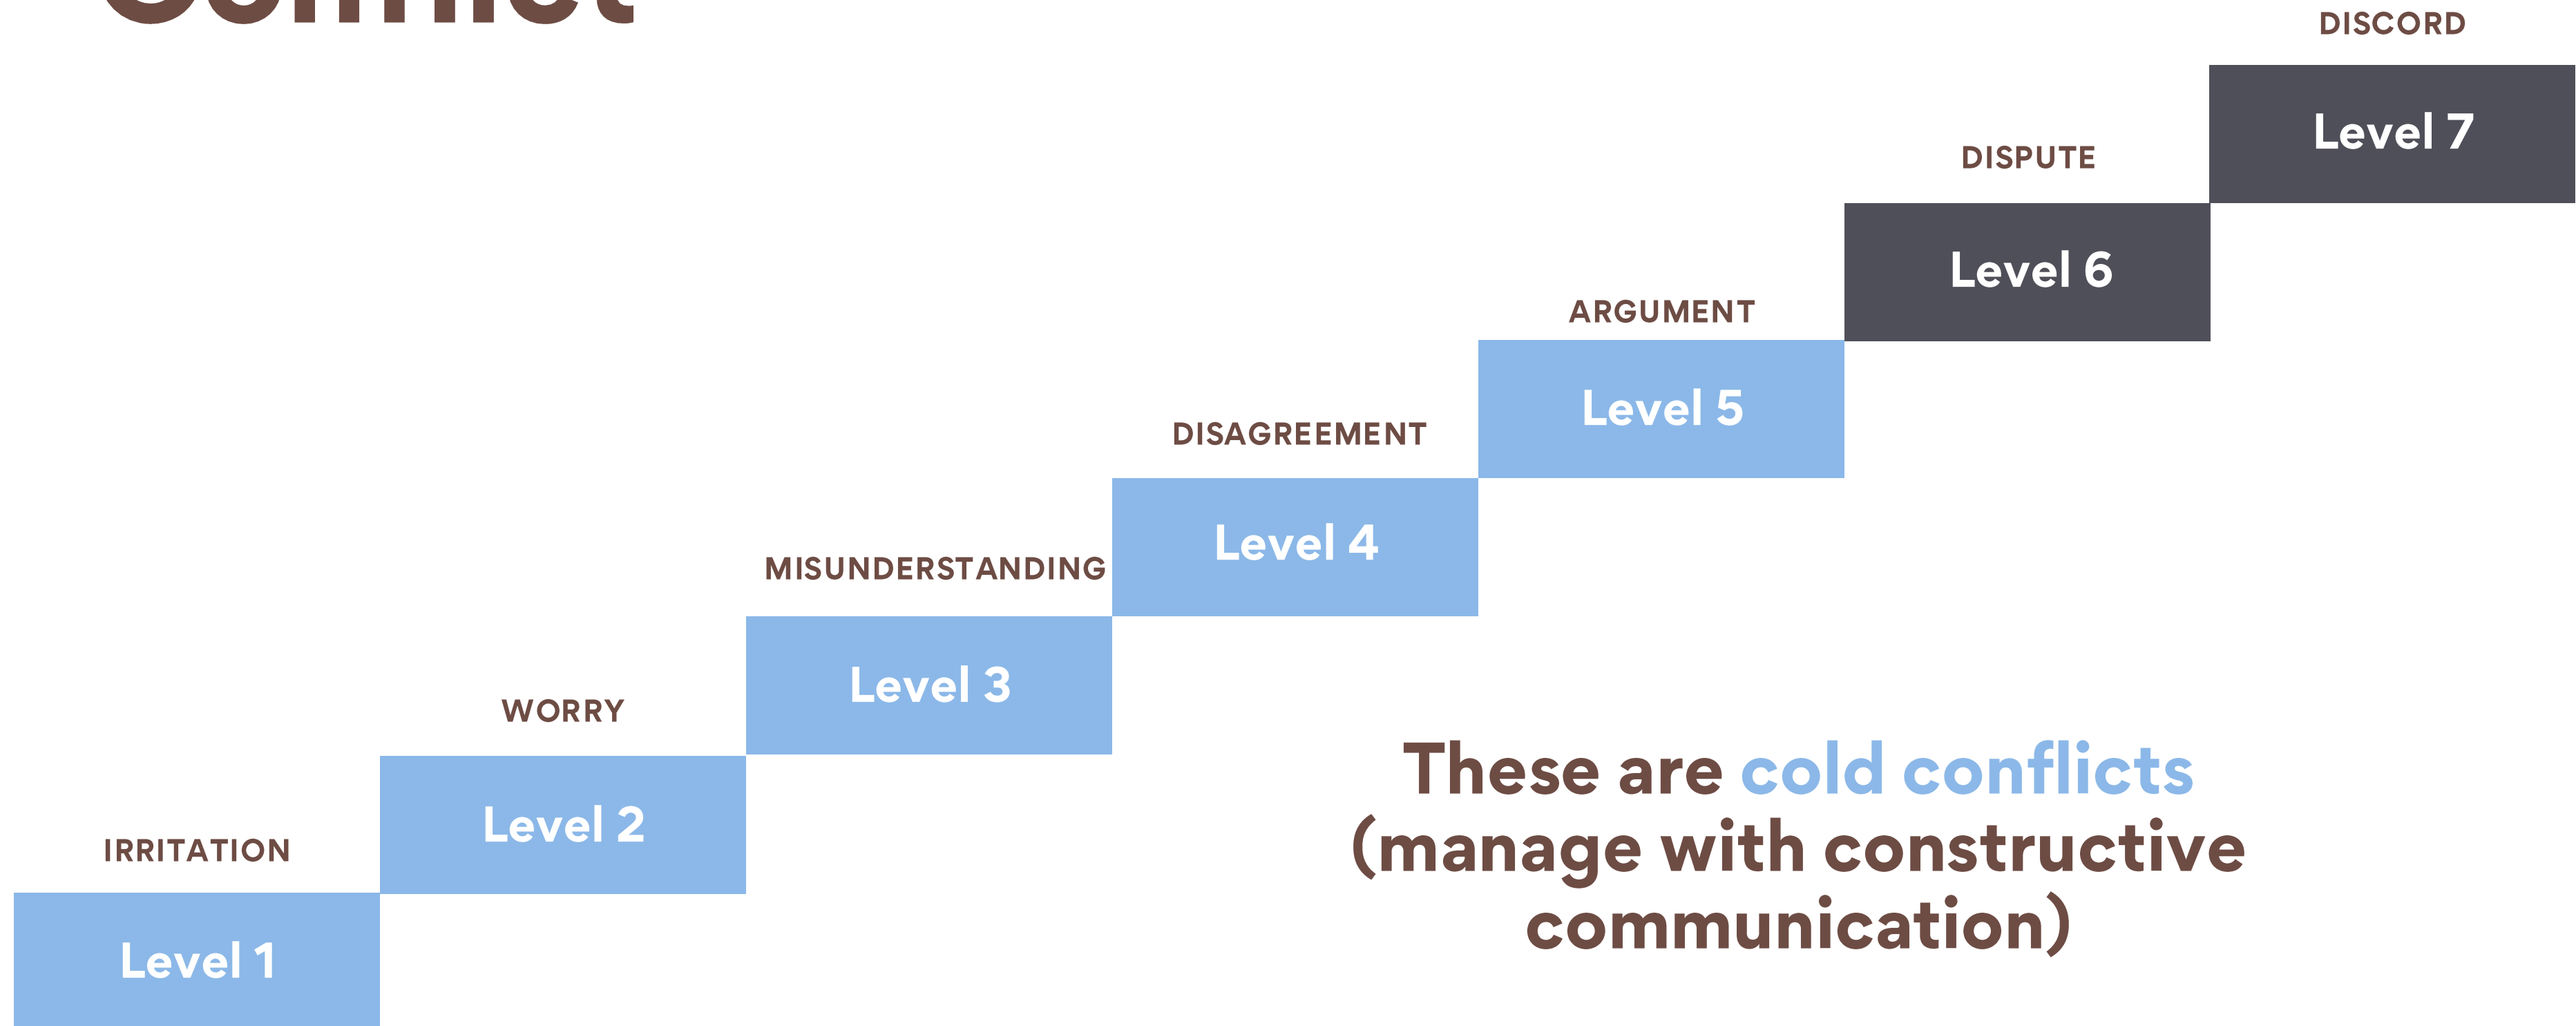 Conflict
DISCORD
Level 7
DISPUTE
Level 6
ARGUMENT
Level 5
DISAGREEMENT
Level 4
MISUNDERSTANDING
Level 3
WORRY
Level 2
IRRITATION
Level 1
These are cold conflicts
(manage with constructive
communication)